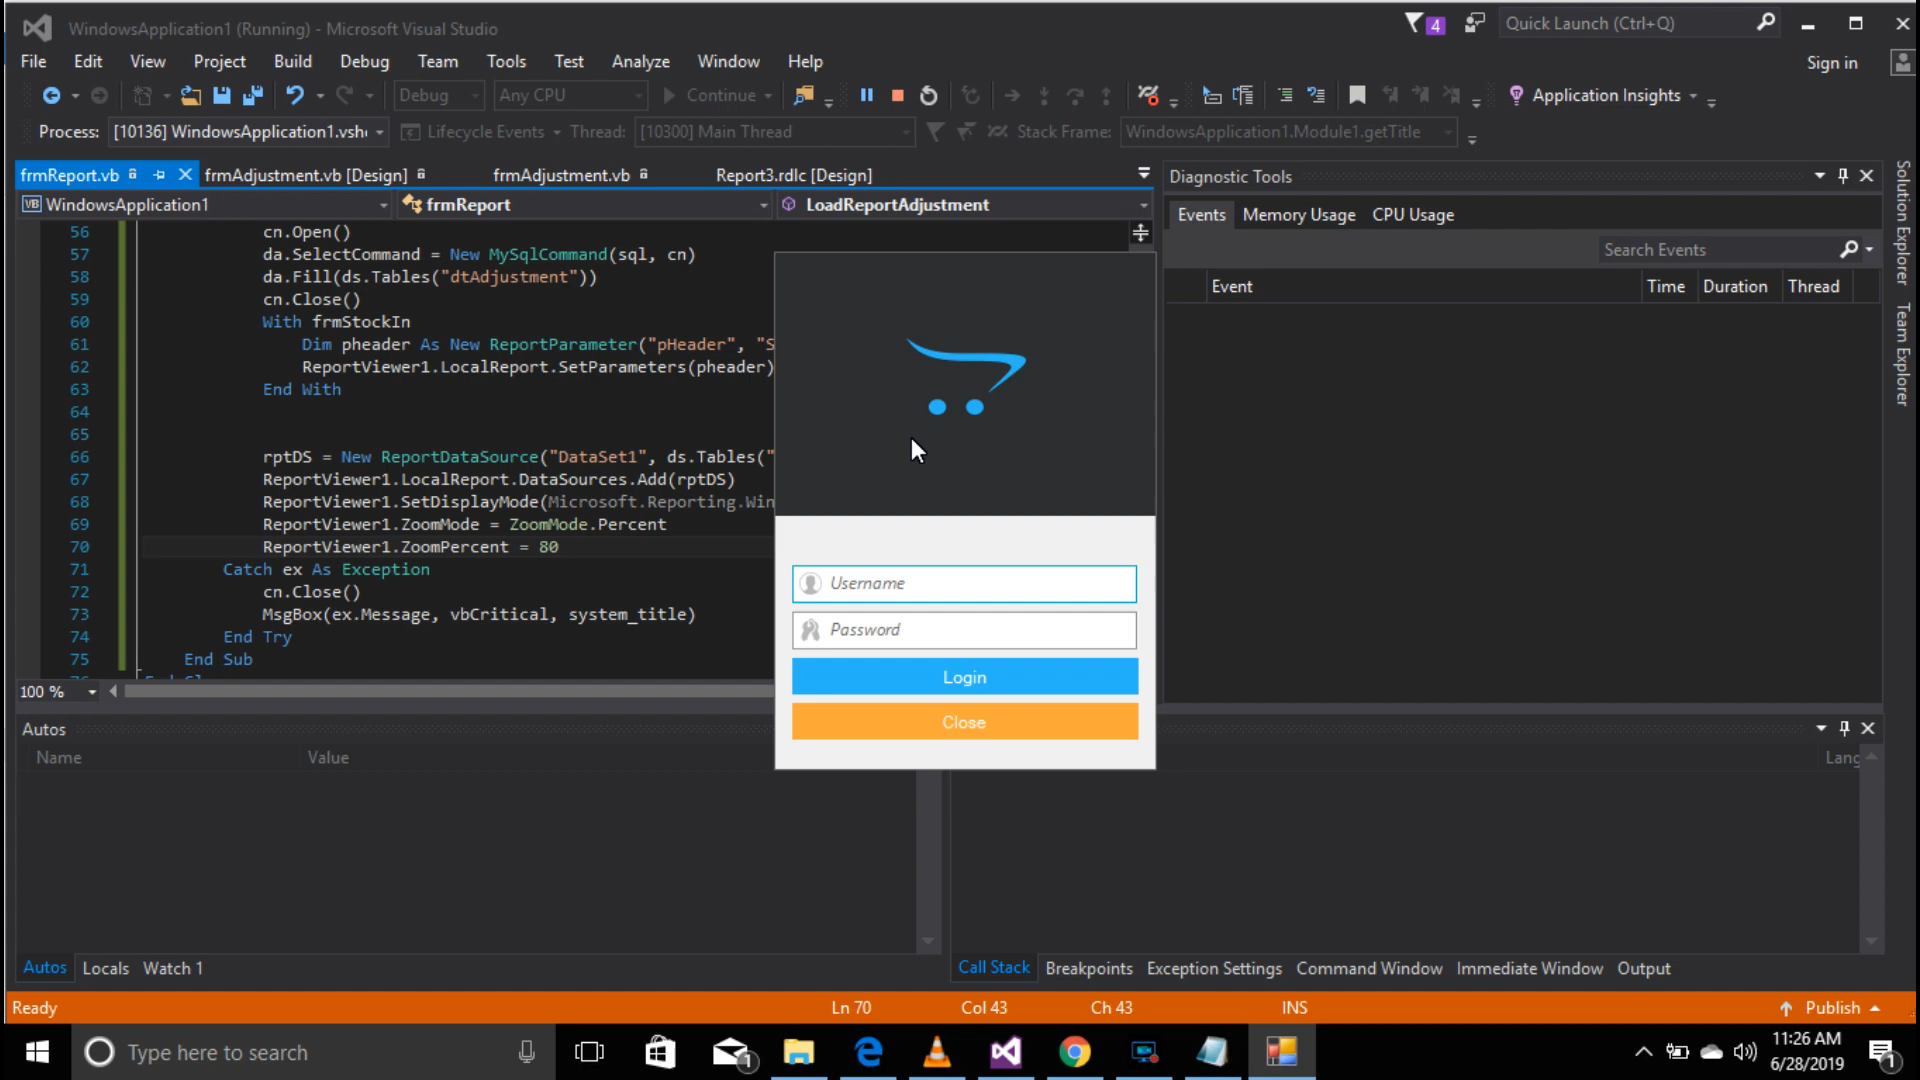 WindowsApplication1 (Running) - Microsoft Visual Studio
4
Quick Launch (Ctrl+Q)
File Edit View Project Build Debug Team Tools Test Analyze Window Help
Sign in
Debug Any CPU Continue Application Insights
Process: [10136] WindowsApplication1.vsh Lifecycle Events Thread: [10300] Main Thread Stack Frame: WindowsApplication1.Module1.getTitle
frmReport.vb frmAdjustment.vb [Design] frmAdjustment.vb Report3.rdlc [Design]
WindowsApplication1 frmReport LoadReportAdjustment
56 cn.Open()
57 da.SelectCommand = New MySqlCommand(sql, cn)
58 da.Fill(ds.Tables("dtAdjustment"))
59 cn.Close()
60 With frmStockIn
61 Dim pheader As New ReportParameter("pHeader", "S
62 ReportViewer1.LocalReport.SetParameters(pheader)
63 End With
64
65
66 rptDS = New ReportDataSource("DataSet1", ds.Tables("
67 ReportViewer1.LocalReport.DataSources.Add(rptDS)
68 ReportViewer1.SetDisplayMode(Microsoft.Reporting.Win
69 ReportViewer1.ZoomMode = ZoomMode.Percent
70 ReportViewer1.ZoomPercent = 80
71 Catch ex As Exception
72 cn.Close()
73 MsgBox(ex.Message, vbCritical, system_title)
74 End Try
75 End Sub
100 %
Username
Password
Login
Close
Diagnostic Tools
Events Memory Usage CPU Usage
Search Events
Event Time Duration Thread
Solution Explorer
Team Explorer
Autos
Name Value
Lang
Autos Locals Watch 1
Call Stack Breakpoints Exception Settings Command Window Immediate Window Output
Ready Ln 70 Col 43 Ch 43 INS Publish
Type here to search
1
11:26 AM
6/28/2019
1